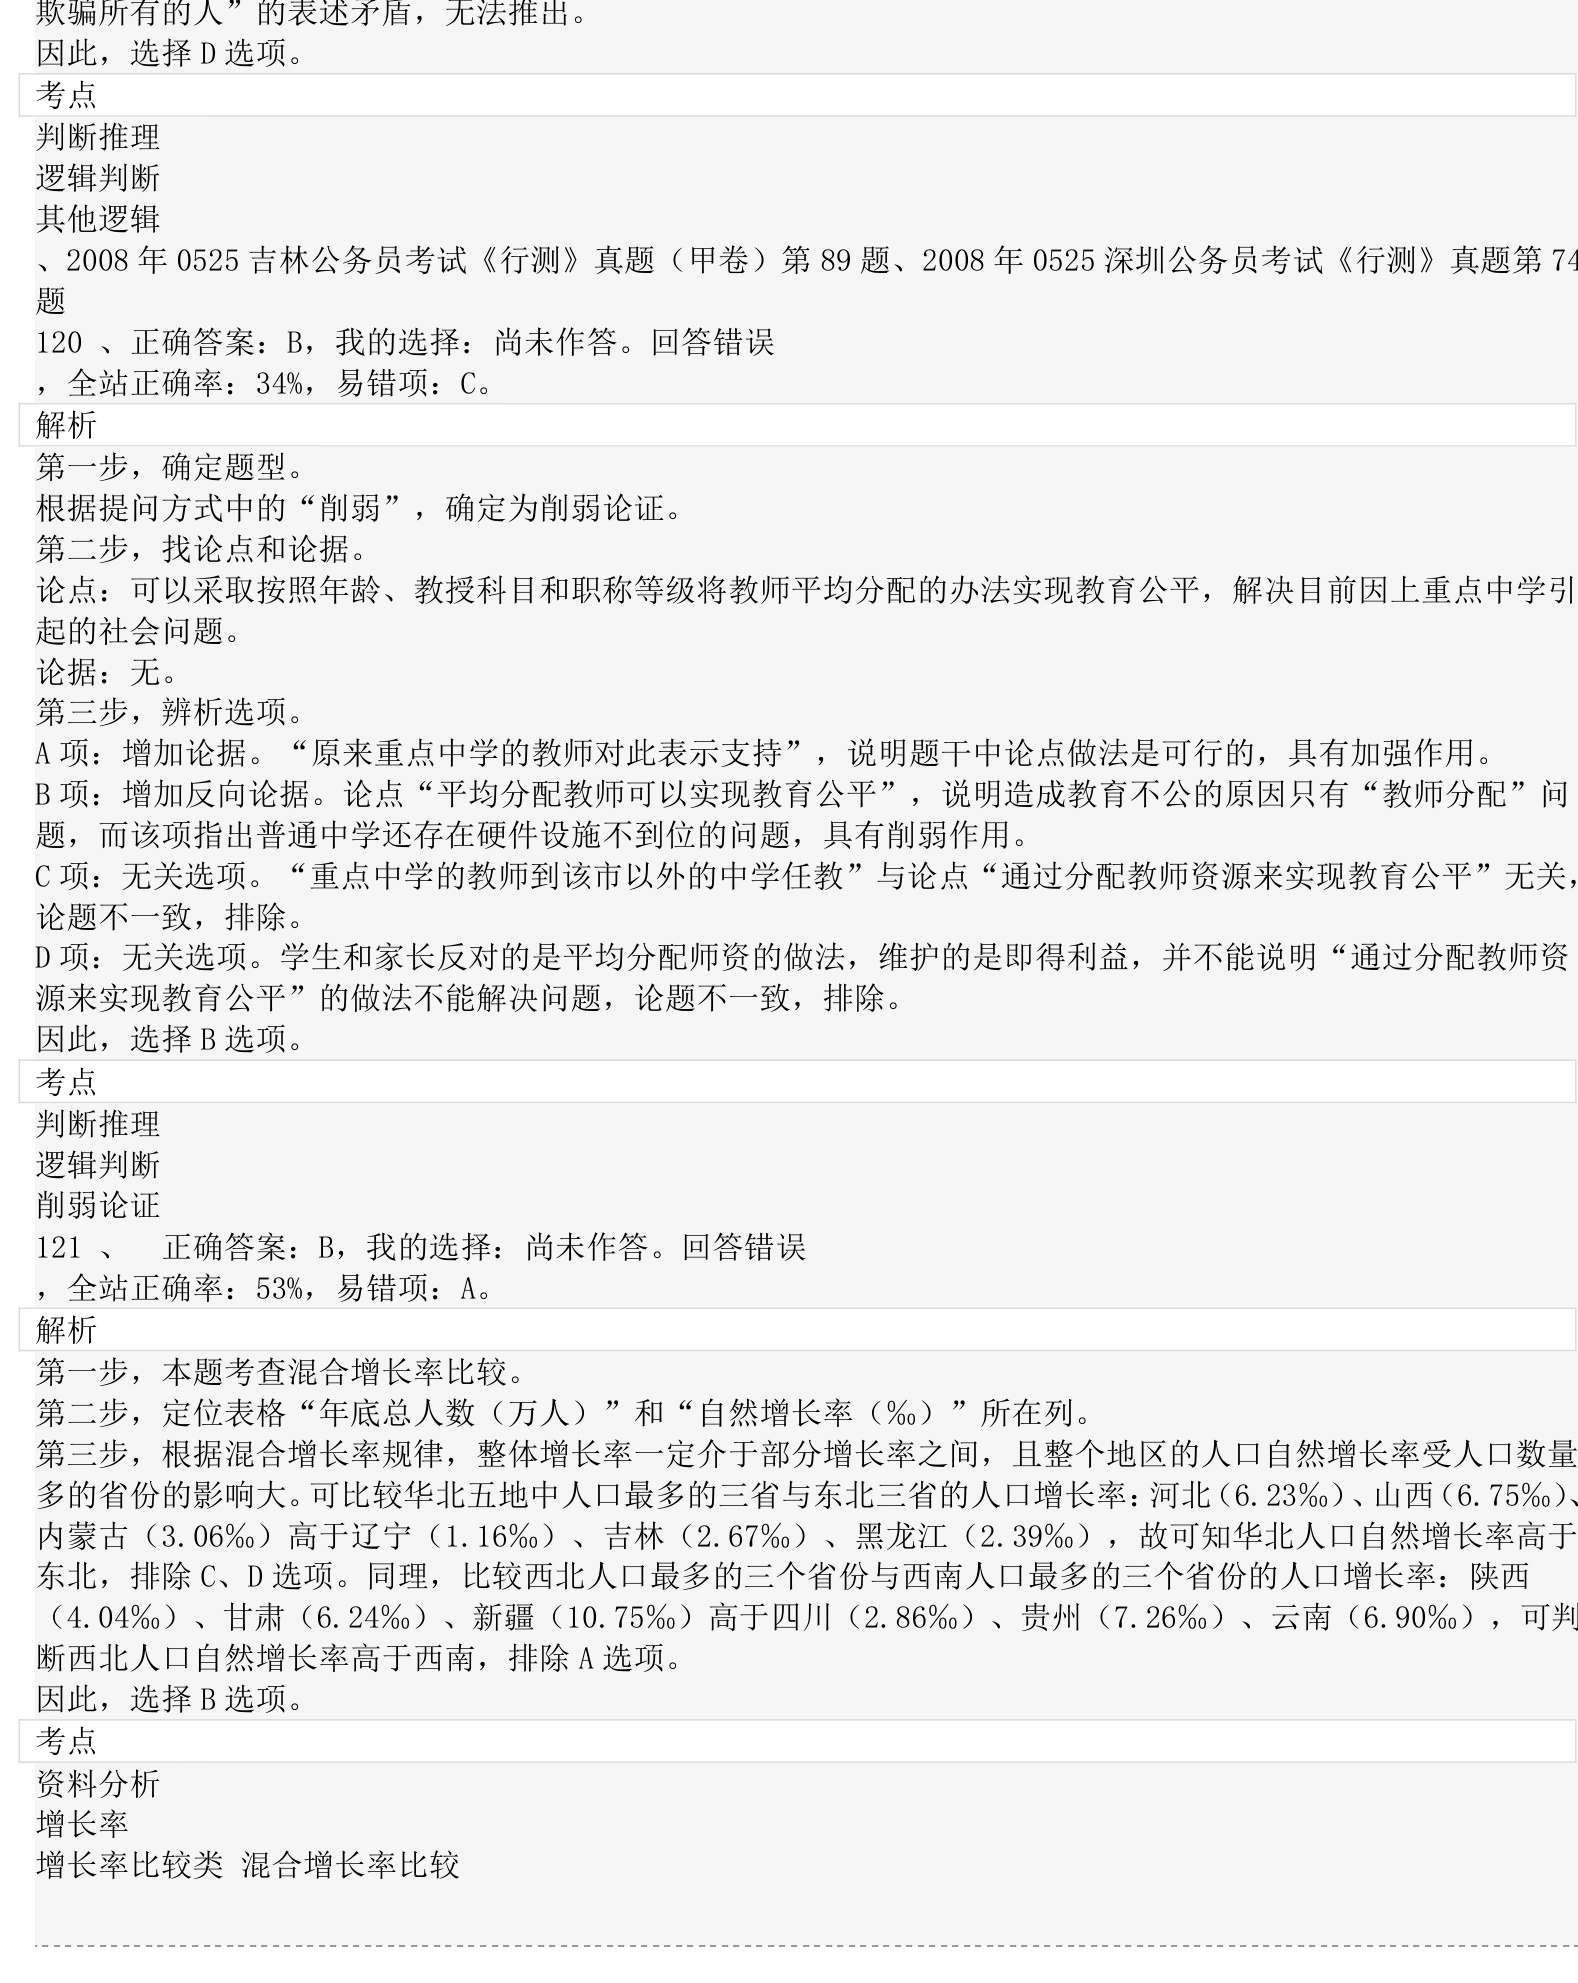 欺骗所有的人”的表述矛盾，无法推出。
因此，选择 D 选项。
考点
判断推理
逻辑判断
其他逻辑
、2008 年 0525 吉林公务员考试《行测》真题（甲卷）第 89 题、2008 年 0525 深圳公务员考试《行测》真题第 74
题
120 、正确答案：B，我的选择：尚未作答。回答错误
，全站正确率：34%，易错项：C。
解析
第一步，确定题型。
根据提问方式中的“削弱”，确定为削弱论证。
第二步，找论点和论据。
论点：可以采取按照年龄、教授科目和职称等级将教师平均分配的办法实现教育公平，解决目前因上重点中学引
起的社会问题。
论据：无。
第三步，辨析选项。
A 项：增加论据。“原来重点中学的教师对此表示支持”，说明题干中论点做法是可行的，具有加强作用。
B 项：增加反向论据。论点“平均分配教师可以实现教育公平”，说明造成教育不公的原因只有“教师分配”问
题，而该项指出普通中学还存在硬件设施不到位的问题，具有削弱作用。
C 项：无关选项。“重点中学的教师到该市以外的中学任教”与论点“通过分配教师资源来实现教育公平”无关，
论题不一致，排除。
D 项：无关选项。学生和家长反对的是平均分配师资的做法，维护的是即得利益，并不能说明“通过分配教师资
源来实现教育公平”的做法不能解决问题，论题不一致，排除。
因此，选择 B 选项。
考点
判断推理
逻辑判断
削弱论证
121 、 正确答案：B，我的选择：尚未作答。回答错误
，全站正确率：53%，易错项：A。
解析
第一步，本题考查混合增长率比较。
第二步，定位表格“年底总人数（万人）”和“自然增长率（‰）”所在列。
第三步，根据混合增长率规律，整体增长率一定介于部分增长率之间，且整个地区的人口自然增长率受人口数量
多的省份的影响大。可比较华北五地中人口最多的三省与东北三省的人口增长率：河北（6.23‰）、山西（6.75‰）、
内蒙古（3.06‰）高于辽宁（1.16‰）、吉林（2.67‰）、黑龙江（2.39‰），故可知华北人口自然增长率高于
东北，排除 C、D 选项。同理，比较西北人口最多的三个省份与西南人口最多的三个省份的人口增长率：陕西
（4.04‰）、甘肃（6.24‰）、新疆（10.75‰）高于四川（2.86‰）、贵州（7.26‰）、云南（6.90‰），可判
断西北人口自然增长率高于西南，排除 A 选项。
因此，选择 B 选项。
考点
资料分析
增长率
增长率比较类 混合增长率比较